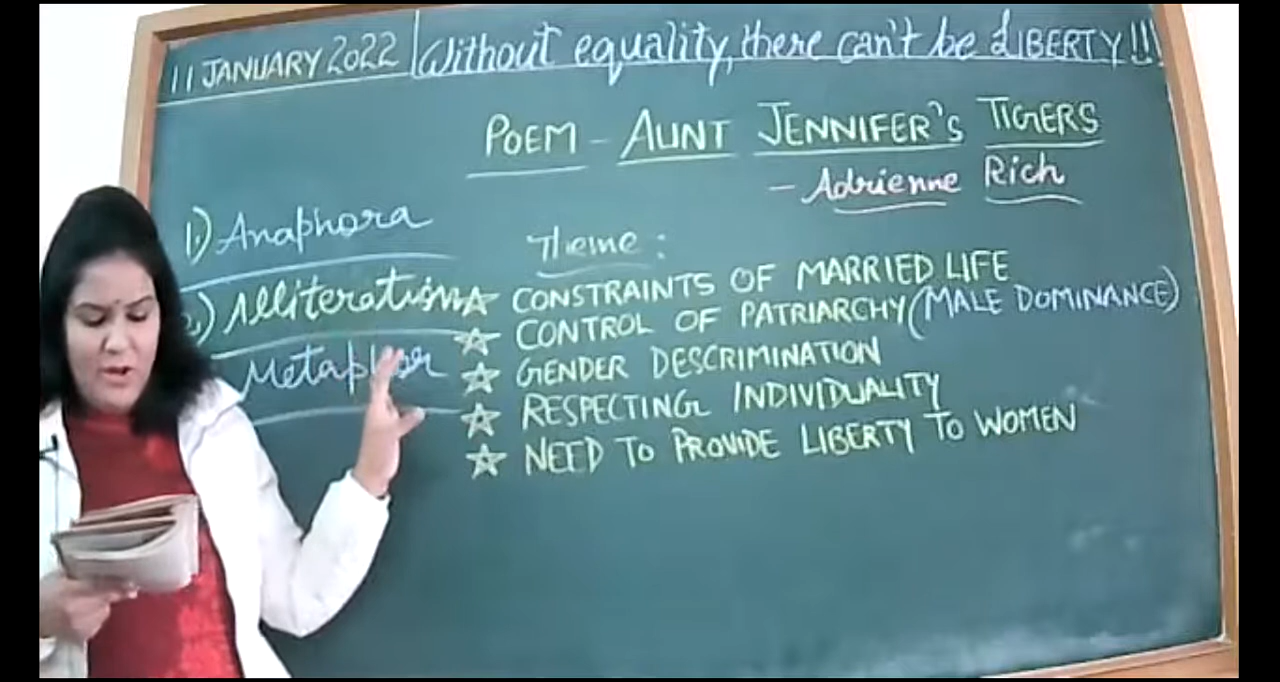 11 JANUARY 2022 | Without equality, there can't be LIBERTY!!!
POEM - AUNT JENNIFER'S TIGERS
- Adrienne Rich
1.) Anaphora
2.) Alliteration
Metaphor
Theme :
☆ CONSTRAINTS OF MARRIED LIFE
☆ CONTROL OF PATRIARCHY (MALE DOMINANCE)
☆ GENDER DESCRIMINATION
☆ RESPECTING INDIVIDUALITY
☆ NEED TO PROVIDE LIBERTY TO WOMEN